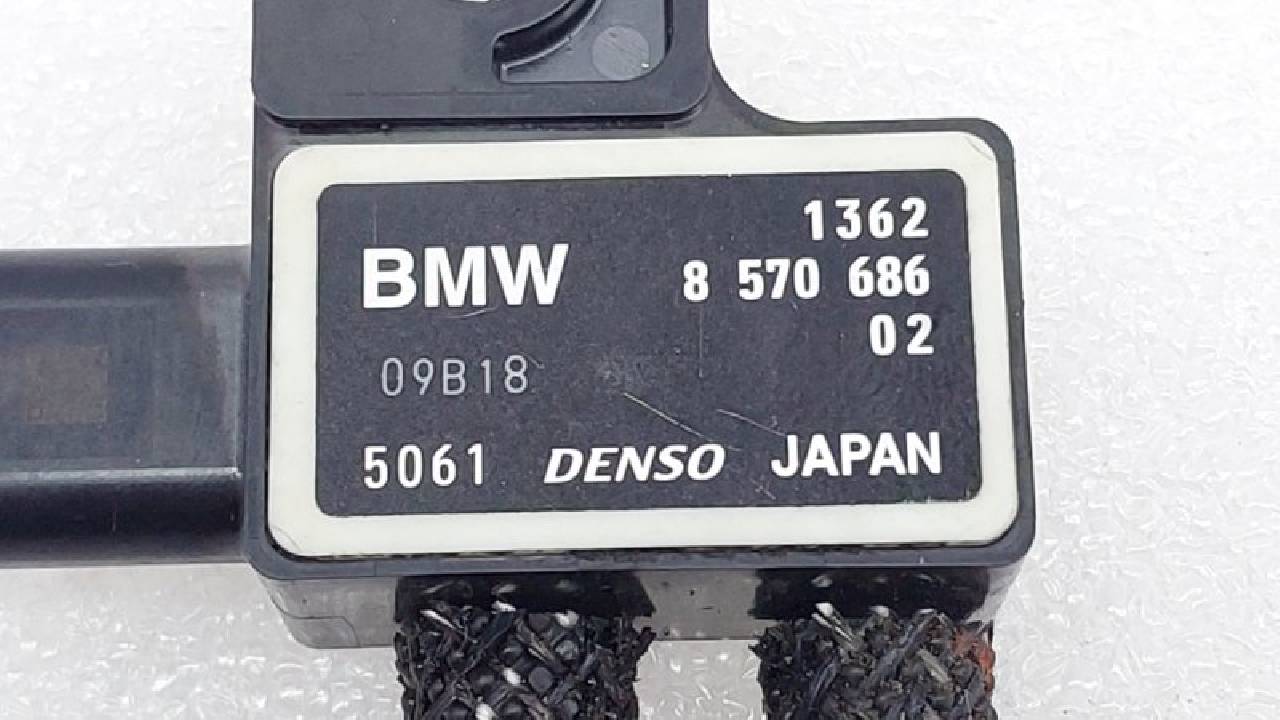 1362
BMW 8 570 686
02
09B18
5061 DENSO JAPAN